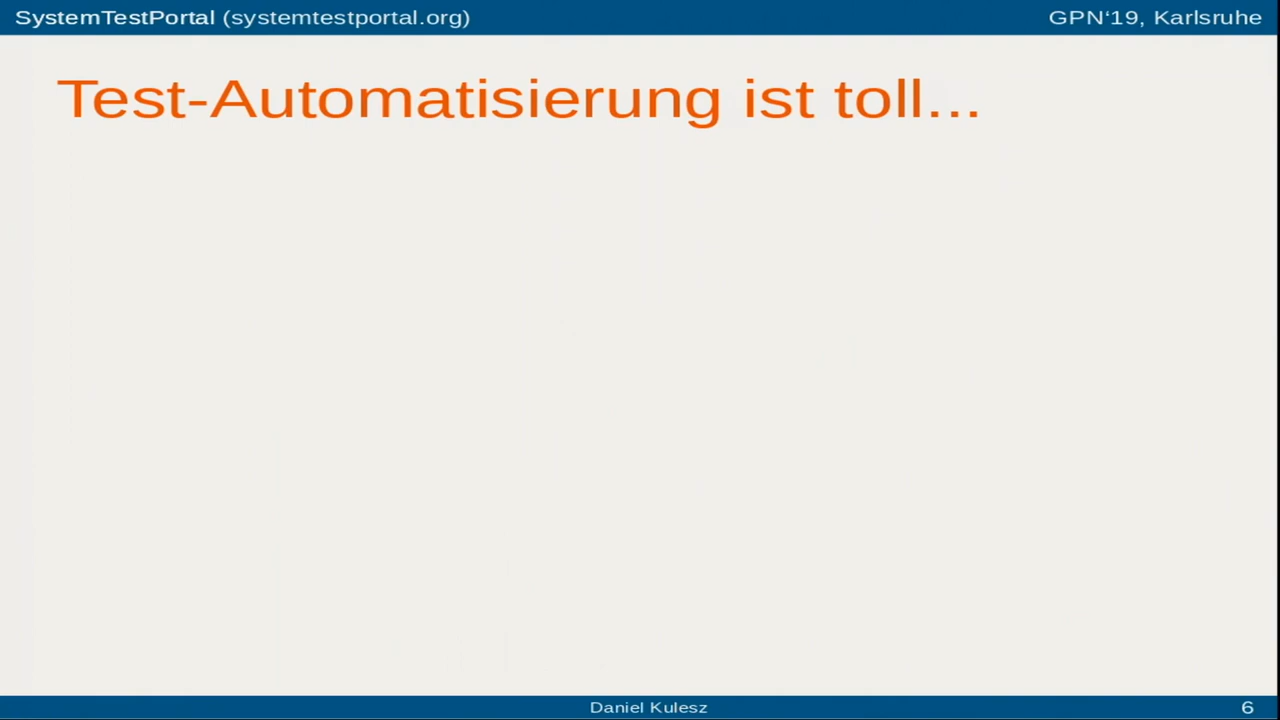 SystemTestPortal (systemtestportal.org)
GPN‘19, Karlsruhe
Test-Automatisierung ist toll...
Daniel Kulesz
6